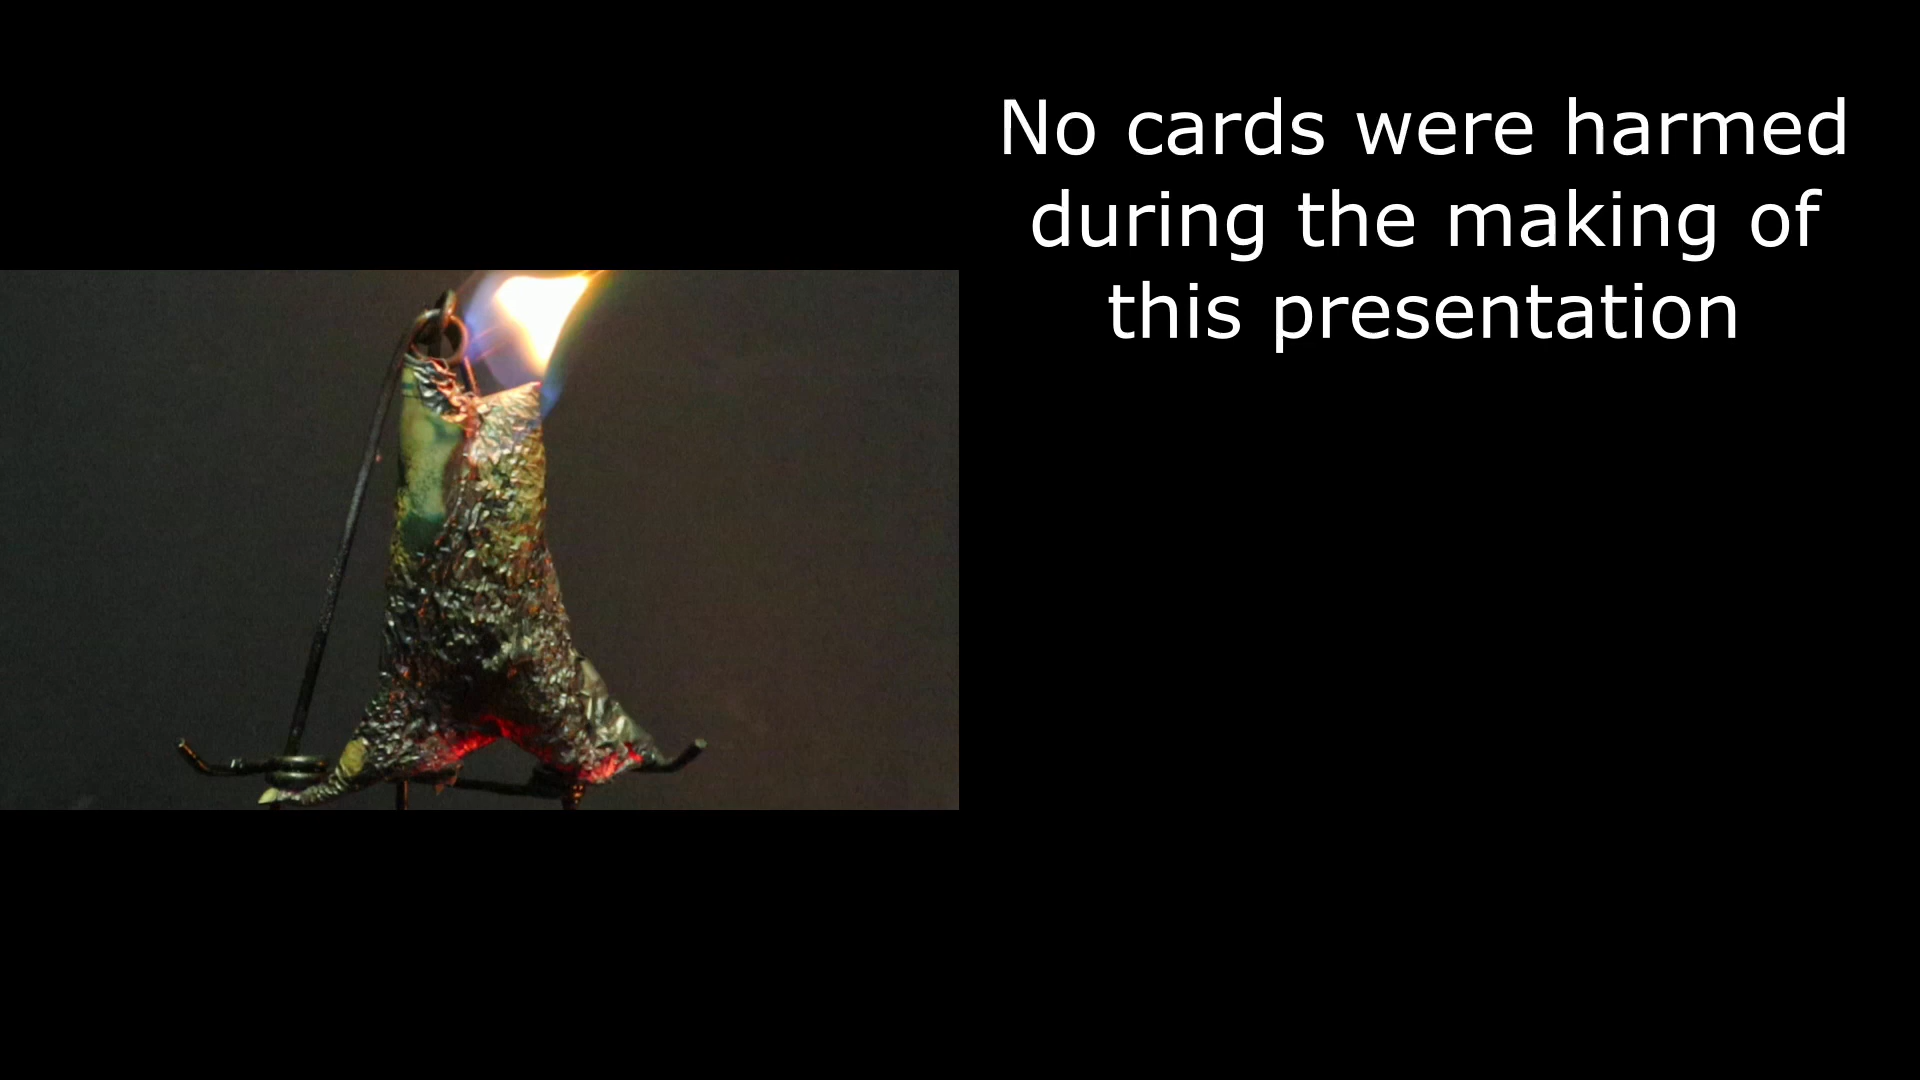 No cards were harmed
during the making of
this presentation